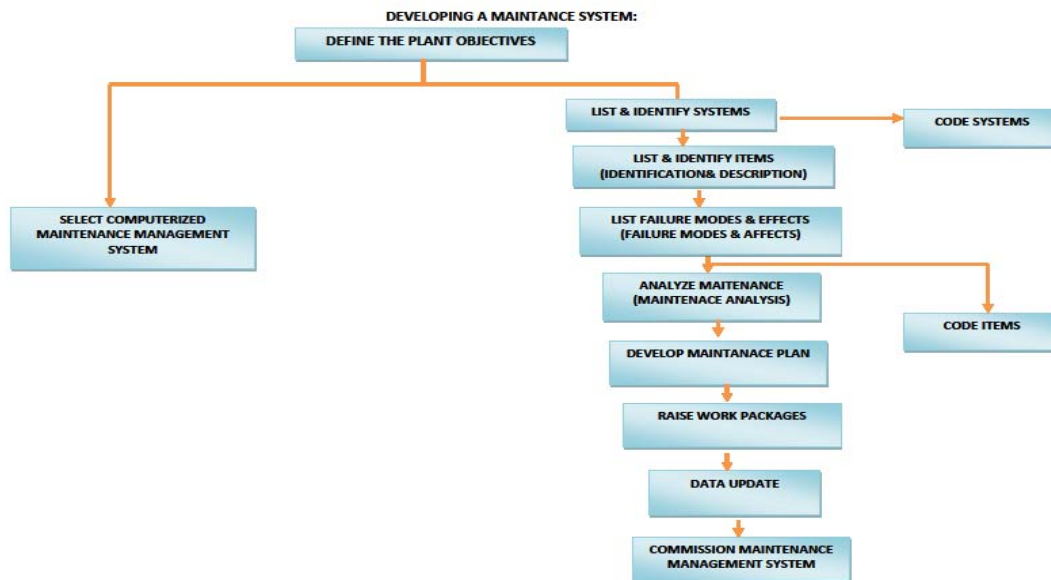 DEVELOPING A MAINTANCE SYSTEM:
DEFINE THE PLANT OBJECTIVES
LIST & IDENTIFY SYSTEMS
CODE SYSTEMS
LIST & IDENTIFY ITEMS
(IDENTIFICATION& DESCRIPTION)
SELECT COMPUTERIZED
MAINTENANCE MANAGEMENT
SYSTEM
LIST FAILURE MODES & EFFECTS
(FAILURE MODES & AFFECTS)
ANALYZE MAITENANCE
(MAINTENACE ANALYSIS)
CODE ITEMS
DEVELOP MAINTANACE PLAN
RAISE WORK PACKAGES
DATA UPDATE
COMMISSION MAINTENANCE
MANAGEMENT SYSTEM